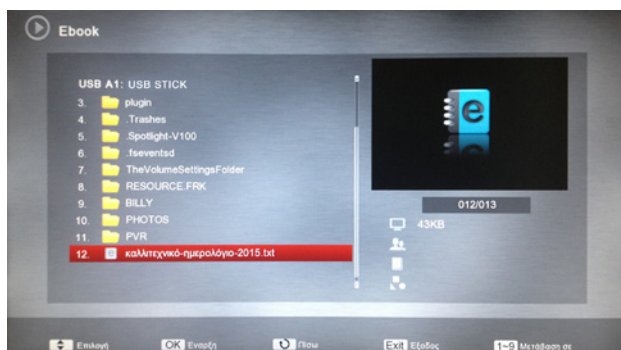 Ebook
USB A1: USB STICK
3. plugin
4. .Trashes
5. .Spotlight-V100
6. .fseventsd
7. TheVolumeSettingsFolder
8. RESOURCE.FRK
9. BILLY
10. PHOTOS
11. PVR
12. καλλιτεχνικό-ημερολόγιο-2015.txt
012/013
43KB
Επιλογή OK Εναρξη Πίσω Exit Εξοδος 1~9 Μετάβαση σε